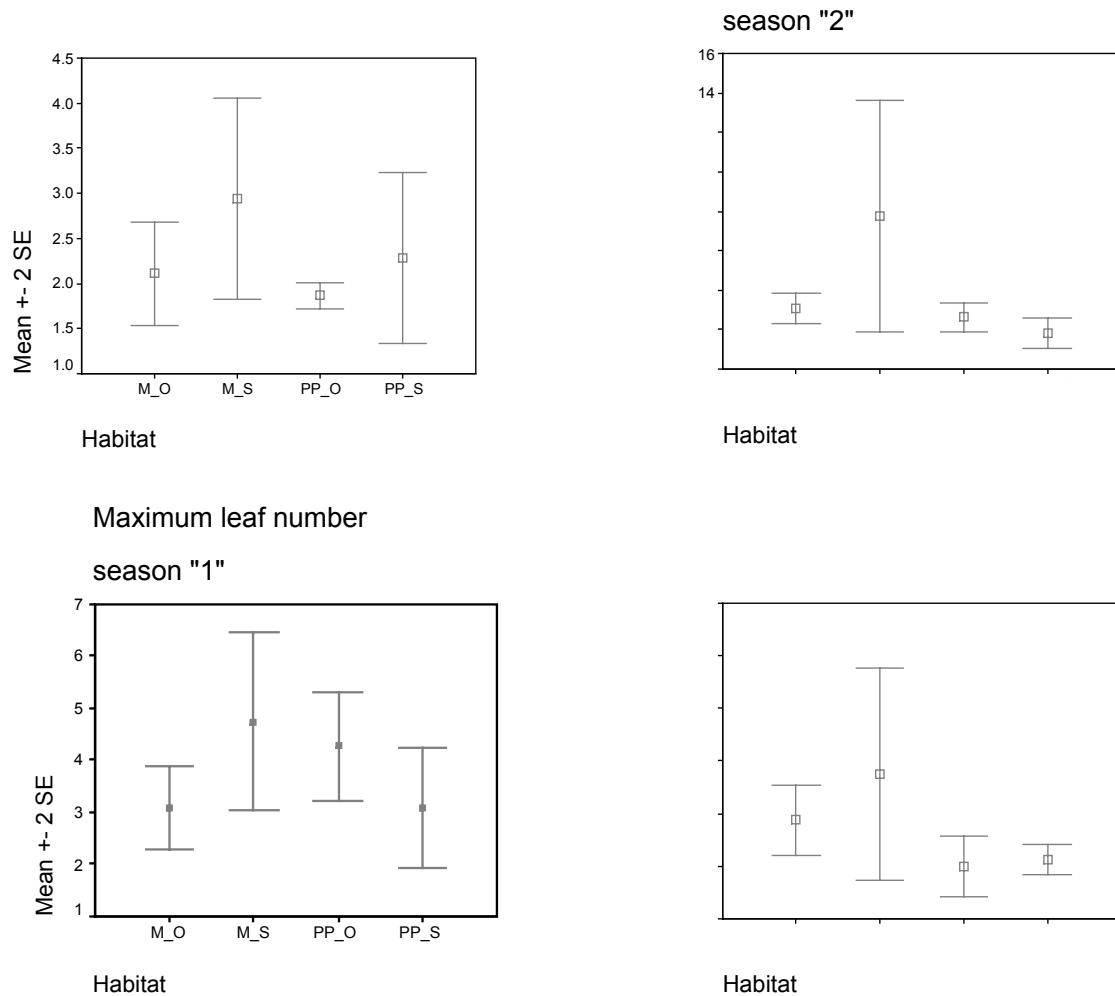 season "2"
4.5
4.0
3.5
3.0
2.5
2.0
1.5
1.0
Mean +- 2 SE
M_O M_S PP_O PP_S
Habitat
16
14
Habitat
Maximum leaf number
season "1"
7
6
5
4
3
2
1
Mean +- 2 SE
M_O M_S PP_O PP_S
Habitat
Habitat